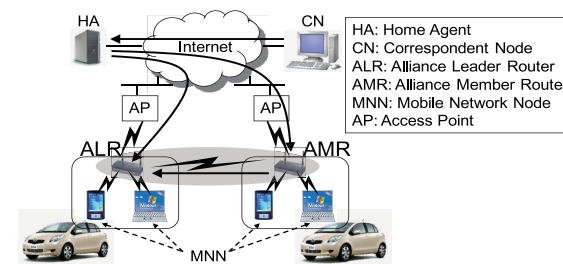 HA
CN
Internet
HA: Home Agent
CN: Correspondent Node
ALR: Alliance Leader Router
AMR: Alliance Member Route
MNN: Mobile Network Node
AP: Access Point
AP
AP
ALR
AMR
MNN